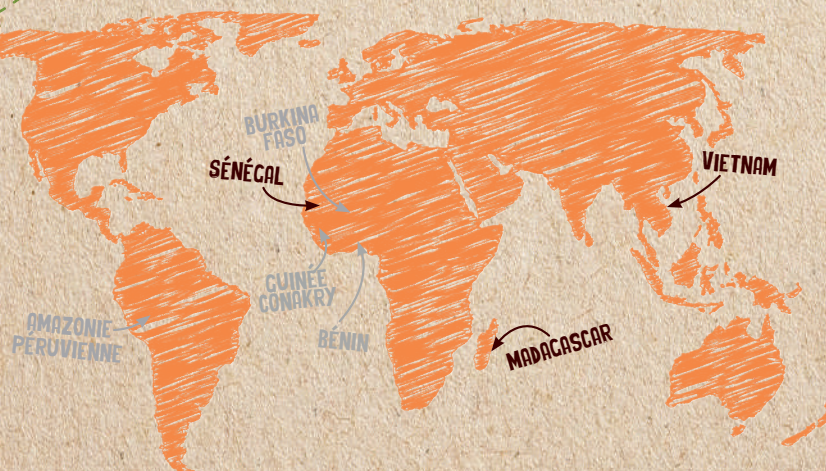 BURKINA
FASO
SÉNÉGAL
VIETNAM
GUINÉE
CONAKRY
BÉNIN
AMAZONIE
PERUVIENNE
MADAGASCAR